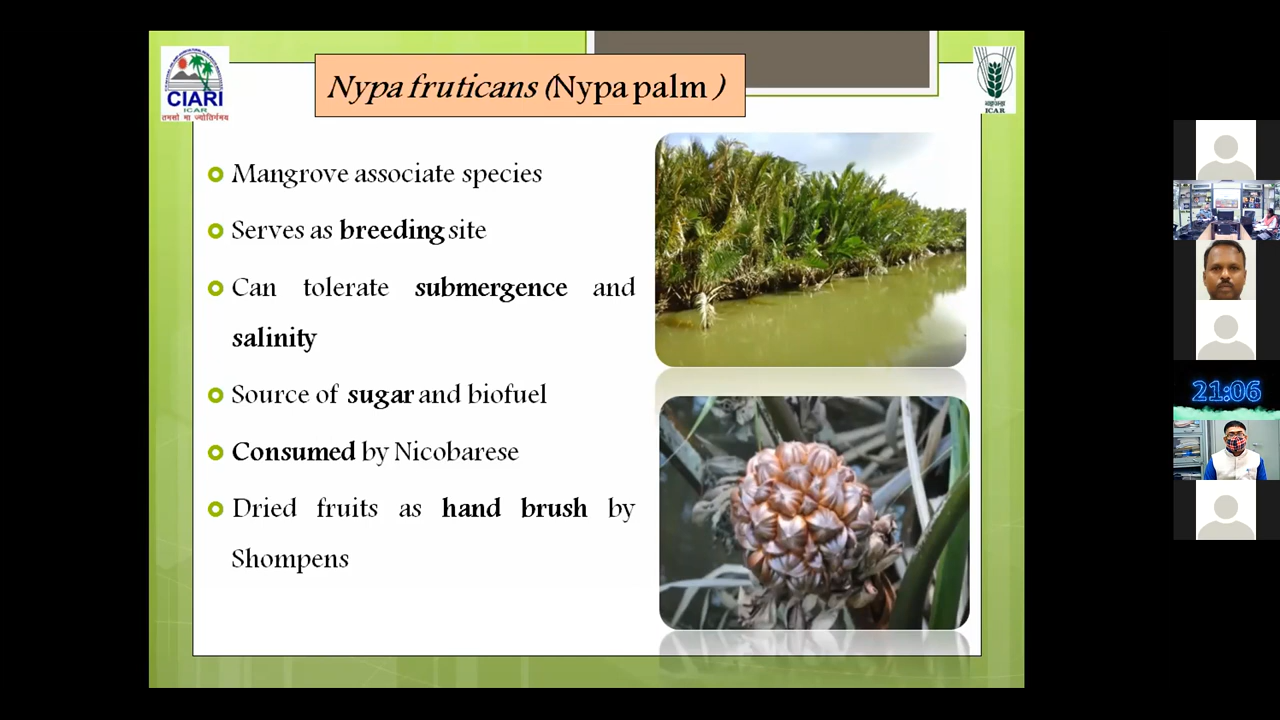 Nypa fruticans (Nypa palm )
CIARI
ICAR
तमसो मा ज्योतिर्गमय
ICAR
Mangrove associate species
Serves as breeding site
Can tolerate submergence and
salinity
Source of sugar and biofuel
Consumed by Nicobarese
Dried fruits as hand brush by
Shompens
21:06